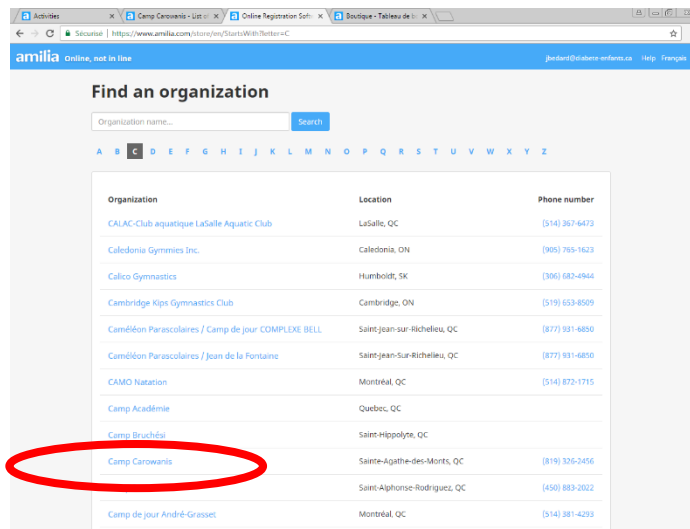 Activities
Camp Carowanis - List of
Online Registration Softw
Boutique - Tableau de b
Sécurisé https://www.amilia.com/store/en/StartsWith?letter=C
amilia Online, not in line jbedard@diabete-enfants.ca Help Français
Find an organization
Organization name... Search
A B C D E F G H I J K L M N O P Q R S T U V W X Y Z
Organization Location Phone number
CALAC-Club aquatique LaSalle Aquatic Club LaSalle, QC (514) 367-6473
Caledonia Gymmies Inc. Caledonia, ON (905) 765-1623
Calico Gymnastics Humboldt, SK (306) 682-4944
Cambridge Kips Gymnastics Club Cambridge, ON (519) 653-8509
Caméléon Parascolaires / Camp de jour COMPLEXE BELL Saint-Jean-sur-Richelieu, QC (877) 931-6850
Caméléon Parascolaires / Jean de la Fontaine Saint-Jean-Sur-Richelieu, QC (877) 931-6850
CAMO Natation Montréal, QC (514) 872-1715
Camp Académie Quebec, QC
Camp Bruchési Saint-Hippolyte, QC
Camp Carowanis Sainte-Agathe-des-Monts, QC (819) 326-2456
Saint-Alphonse-Rodriguez, QC (450) 883-2022
Camp de jour André-Grasset Montréal, QC (514) 381-4293